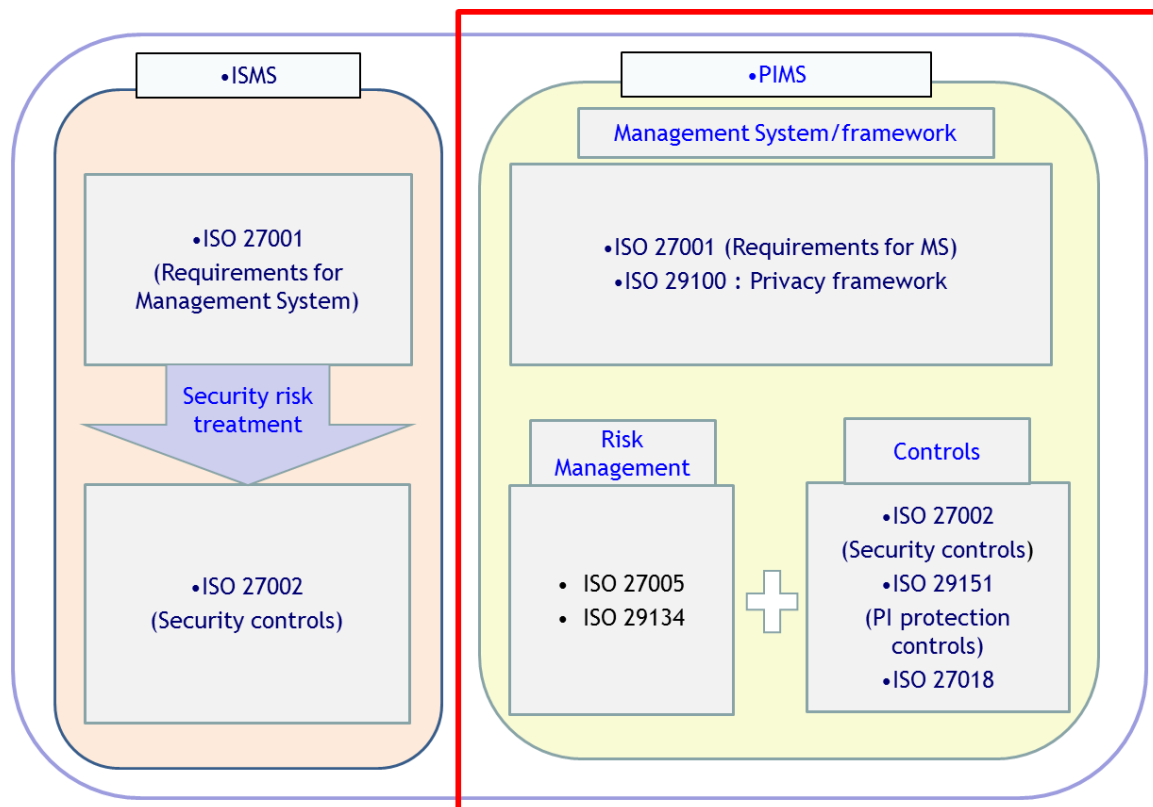 •ISMS
•ISO 27001
(Requirements for
Management System)
Security risk
treatment
•ISO 27002
(Security controls)
•PIMS
Management System/framework
•ISO 27001 (Requirements for MS)
•ISO 29100 : Privacy framework
Risk
Management
• ISO 27005
• ISO 29134
Controls
•ISO 27002
(Security controls)
•ISO 29151
(PI protection
controls)
•ISO 27018